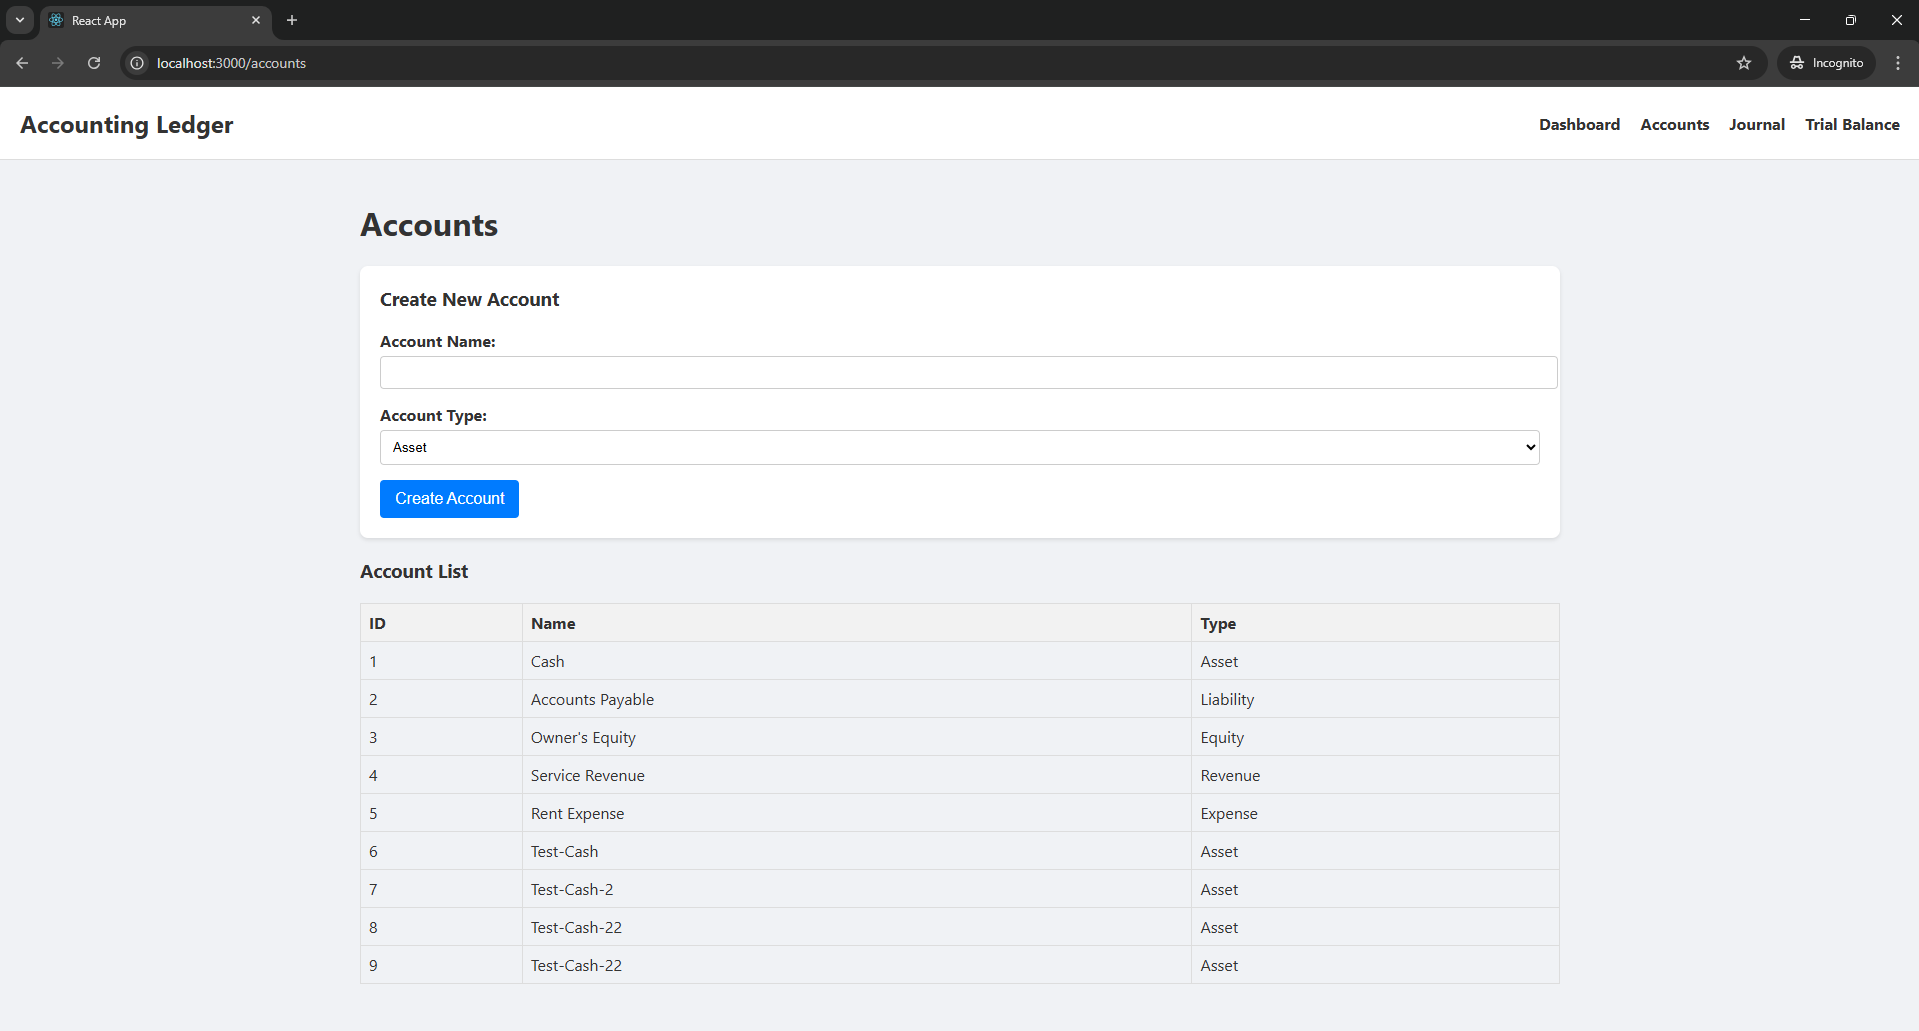 React App
localhost:3000/accounts
Incognito
Accounting Ledger
Dashboard Accounts Journal Trial Balance
Accounts
Create New Account
Account Name:
Account Type:
Asset
Create Account
Account List
ID Name Type
1 Cash Asset
2 Accounts Payable Liability
3 Owner's Equity Equity
4 Service Revenue Revenue
5 Rent Expense Expense
6 Test-Cash Asset
7 Test-Cash-2 Asset
8 Test-Cash-22 Asset
9 Test-Cash-22 Asset